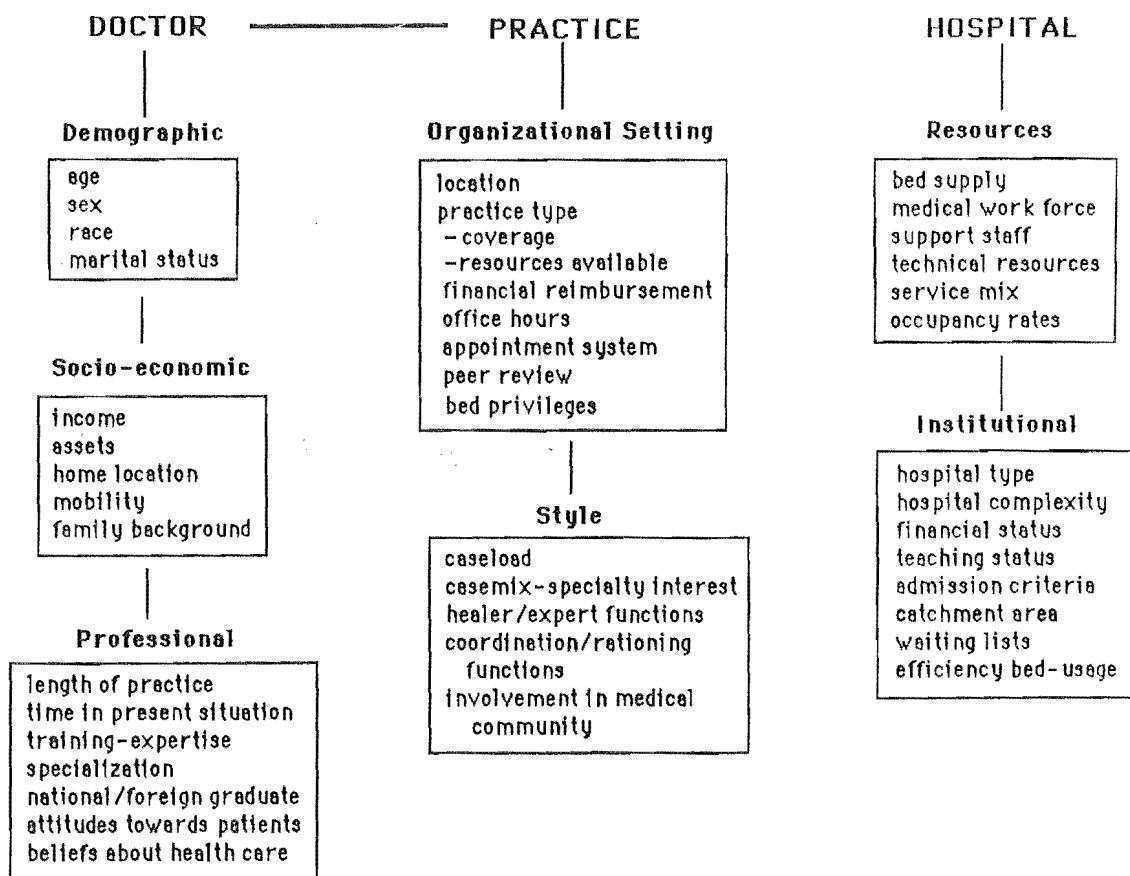 DOCTOR
Demographic
age
sex
race
marital status
Socio-economic
income
assets
home location
mobility
family background
Professional
length of practice
time in present situation
training-expertise
specialization
national/foreign graduate
attitudes towards patients
beliefs about health care
PRACTICE
Organizational Setting
location
practice type
-coverage
-resources available
financial reimbursement
office hours
appointment system
peer review
bed privileges
Style
caseload
casemix-specialty interest
healer/expert functions
coordination/rationing
functions
involvement in medical
community
HOSPITAL
Resources
bed supply
medical work force
support staff
technical resources
service mix
occupancy rates
Institutional
hospital type
hospital complexity
financial status
teaching status
admission criteria
catchment area
waiting lists
efficiency bed-usage